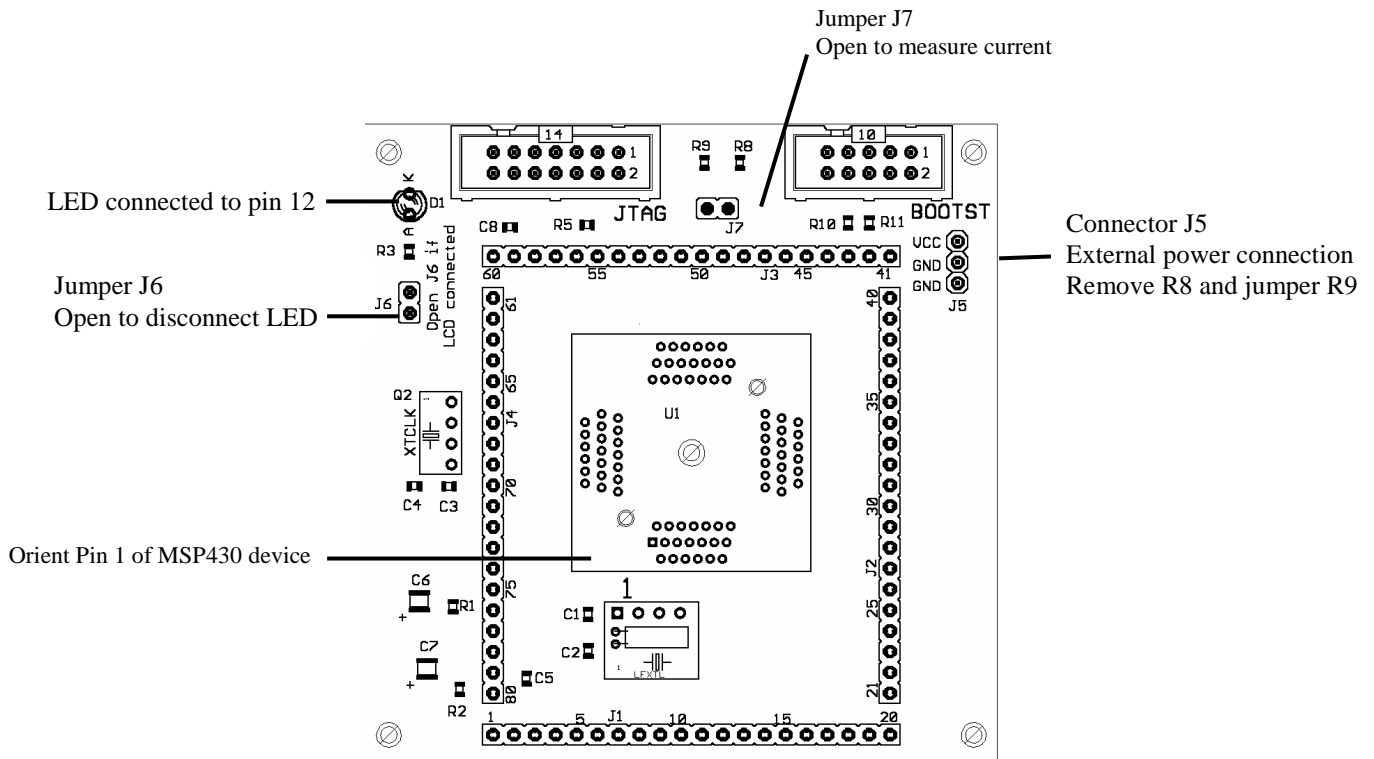 Jumper J7
Open to measure current
14
10
1
2
1
2
R9
R8
K
LED connected to pin 12
D1
A
JTAG
J7
BOOTST
C8
R5
R10
R11
R3
VCC
GND
GND
J5
Connector J5
External power connection
Remove R8 and jumper R9
60
55
50
J3
45
41
Jumper J6
Open to disconnect LED
J6
Open J6 if
LCD connected
61
40
65
J4
35
Q2
1
XTCLK
U1
C4
C3
70
30
Orient Pin 1 of MSP430 device
J2
C6
+
R1
75
1
C1
25
C7
+
C2
1
LFXTL
C5
R2
80
21
1
5
J1
10
15
20